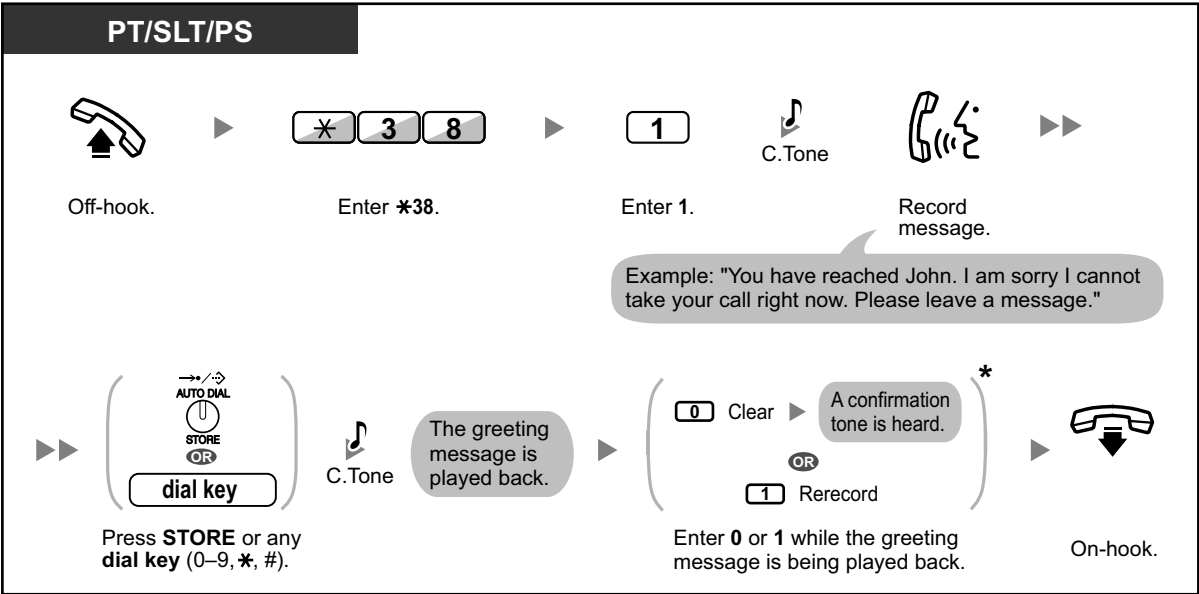 PT/SLT/PS
✳ 3 8
1
C.Tone
Off-hook.
Enter ✳38.
Enter 1.
Record
message.
Example: "You have reached John. I am sorry I cannot
take your call right now. Please leave a message."
AUTO DIAL
STORE
OR
dial key
C.Tone
The greeting
message is
played back.
0 Clear
A confirmation
tone is heard.
*
OR
1 Rerecord
Press STORE or any
dial key (0–9, ✳, #).
Enter 0 or 1 while the greeting
message is being played back.
On-hook.